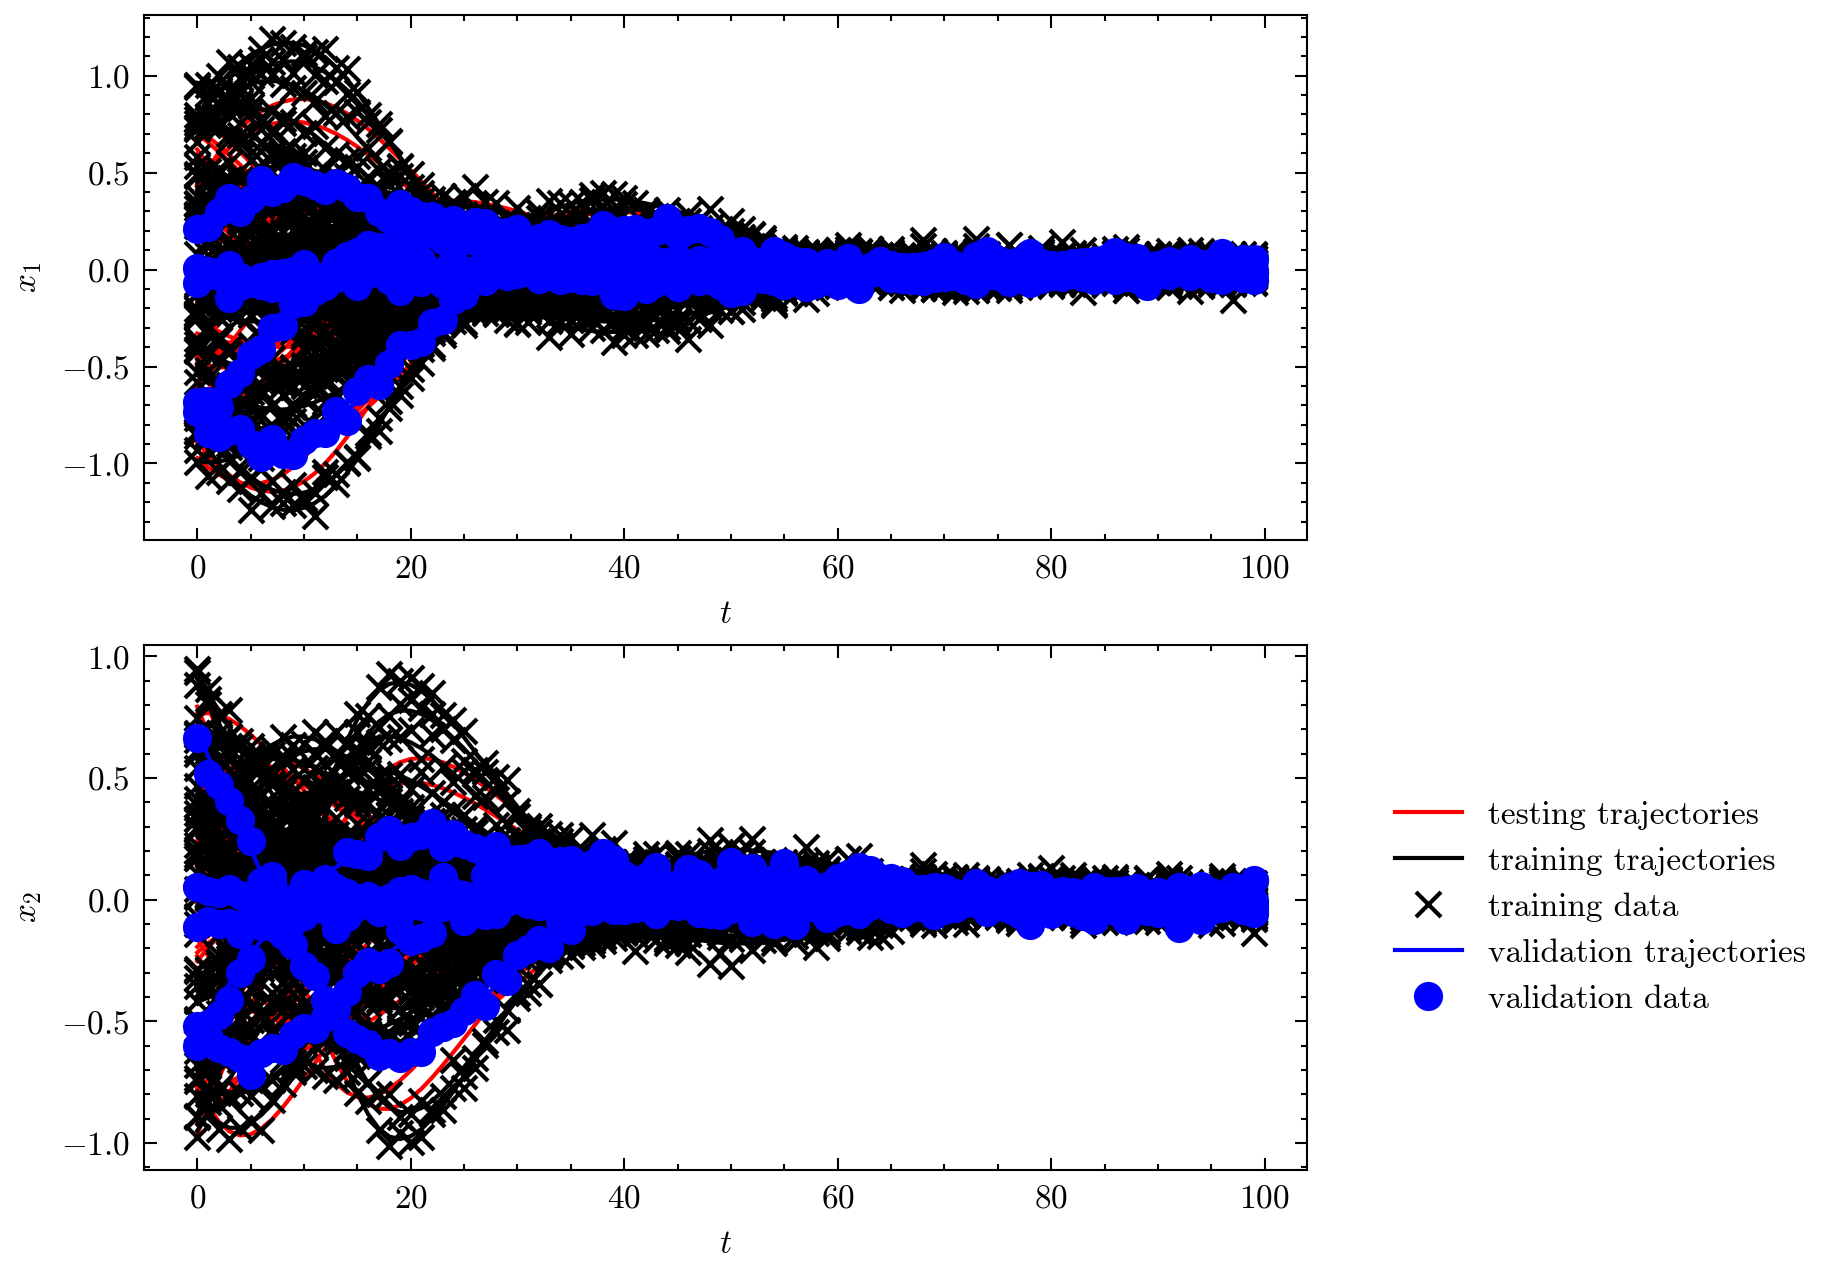 1.0
0.5
0.0
−0.5
−1.0
x₁
0 20 40 60 80 100
t
1.0
0.5
0.0
−0.5
−1.0
x₂
0 20 40 60 80 100
t
testing trajectories
training trajectories
training data
validation trajectories
validation data